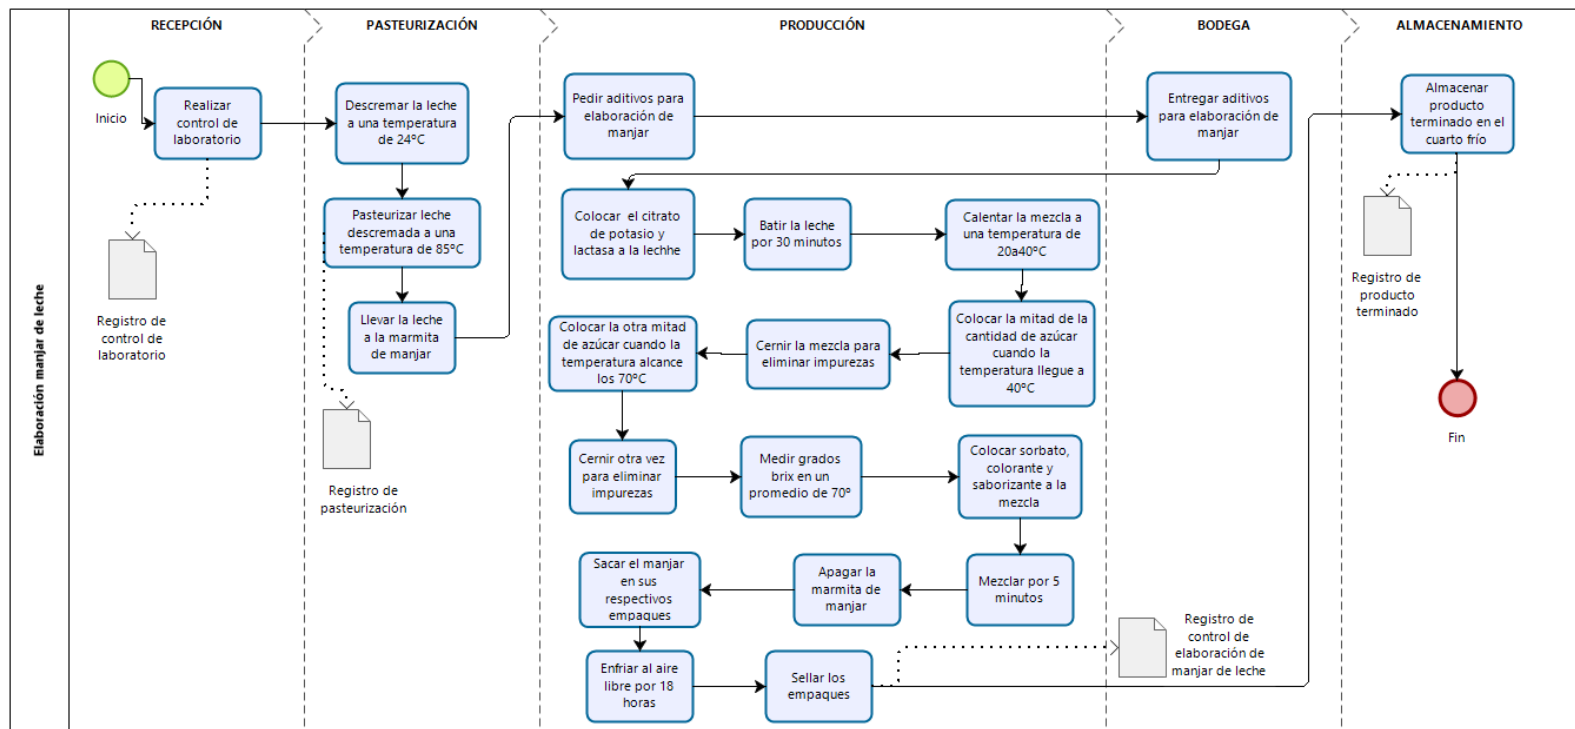 RECEPCIÓN
PASTEURIZACIÓN
PRODUCCIÓN
BODEGA
ALMACENAMIENTO
Elaboración manjar de leche
Inicio
Realizar
control de
laboratorio
Registro de
control de
laboratorio
Descremar la leche
a una temperatura
de 24ºC
Pasteurizar leche
descremada a una
temperatura de 85ºC
Llevar la leche
a la marmita
de manjar
Registro de
pasteurización
Pedir aditivos para
elaboración de
manjar
Entregar aditivos
para elaboración de
manjar
Colocar el citrato
de potasio y
lactasa a la lechhe
Batir la leche
por 30 minutos
Calentar la mezcla a
una temperatura de
20a40ºC
Colocar la mitad de la
cantidad de azúcar
cuando la
temperatura llegue a
40ºC
Cernir la mezcla para
eliminar impurezas
Colocar la otra mitad
de azúcar cuando la
temperatura alcance
los 70ºC
Cernir otra vez
para eliminar
impurezas
Medir grados
brix en un
promedio de 70º
Colocar sorbato,
colorante y
saborizante a la
mezcla
Mezclar por 5
minutos
Apagar la
marmita de
manjar
Sacar el manjar
en sus
respectivos
empaques
Enfriar al aire
libre por 18
horas
Sellar los
empaques
Registro de
control de
elaboración de
manjar de leche
Almacenar
producto
terminado en el
cuarto frío
Registro de
producto
terminado
Fin